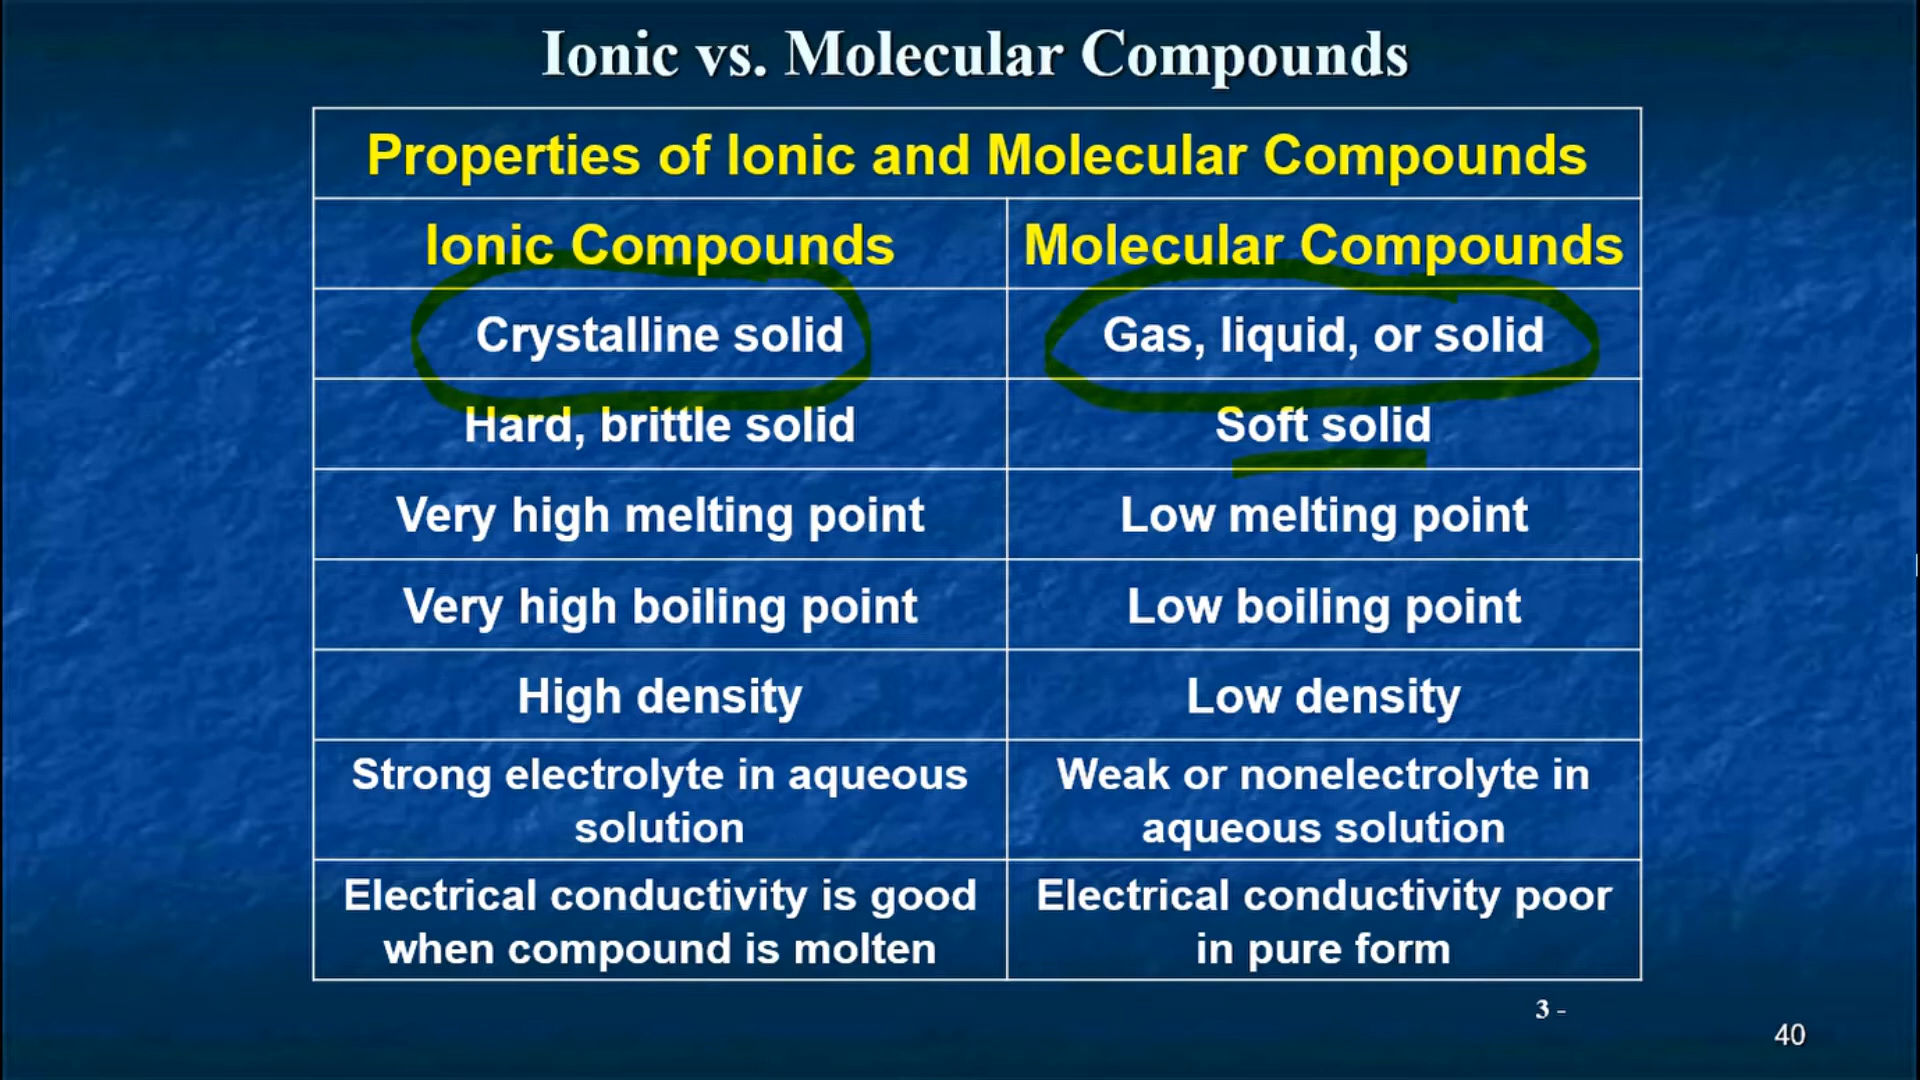 Ionic vs. Molecular Compounds
Properties of Ionic and Molecular Compounds
Ionic Compounds
Molecular Compounds
Crystalline solid
Gas, liquid, or solid
Hard, brittle solid
Soft solid
Very high melting point
Low melting point
Very high boiling point
Low boiling point
High density
Low density
Strong electrolyte in aqueous
solution
Weak or nonelectrolyte in
aqueous solution
Electrical conductivity is good
when compound is molten
Electrical conductivity poor
in pure form
3 -
40